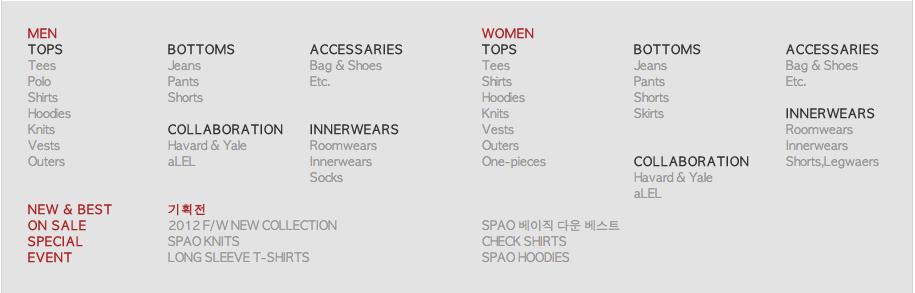 MEN
TOPS
Tees
Polo
Shirts
Hoodies
Knits
Vests
Outers
BOTTOMS
Jeans
Pants
Shorts
COLLABORATION
Havard & Yale
aLEL
ACCESSARIES
Bag & Shoes
Etc.
INNERWEARS
Roomwears
Innerwears
Socks
WOMEN
TOPS
Tees
Shirts
Hoodies
Knits
Vests
Outers
One-pieces
BOTTOMS
Jeans
Pants
Shorts
Skirts
COLLABORATION
Havard & Yale
aLEL
ACCESSARIES
Bag & Shoes
Etc.
INNERWEARS
Roomwears
Innerwears
Shorts,Legwaers
NEW & BEST
ON SALE
SPECIAL
EVENT
기획전
2012 F/W NEW COLLECTION
SPAO KNITS
LONG SLEEVE T-SHIRTS
SPAO 베이직 다운 베스트
CHECK SHIRTS
SPAO HOODIES